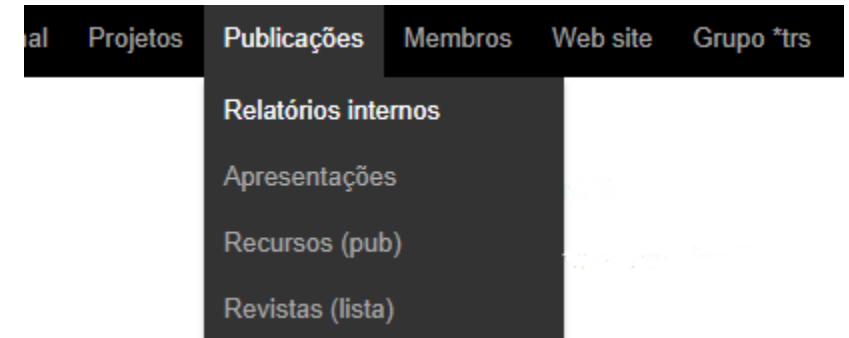 Projetos Publicações Membros Web site Grupo *trs
Relatórios internos
Apresentações
Recursos (pub)
Revistas (lista)